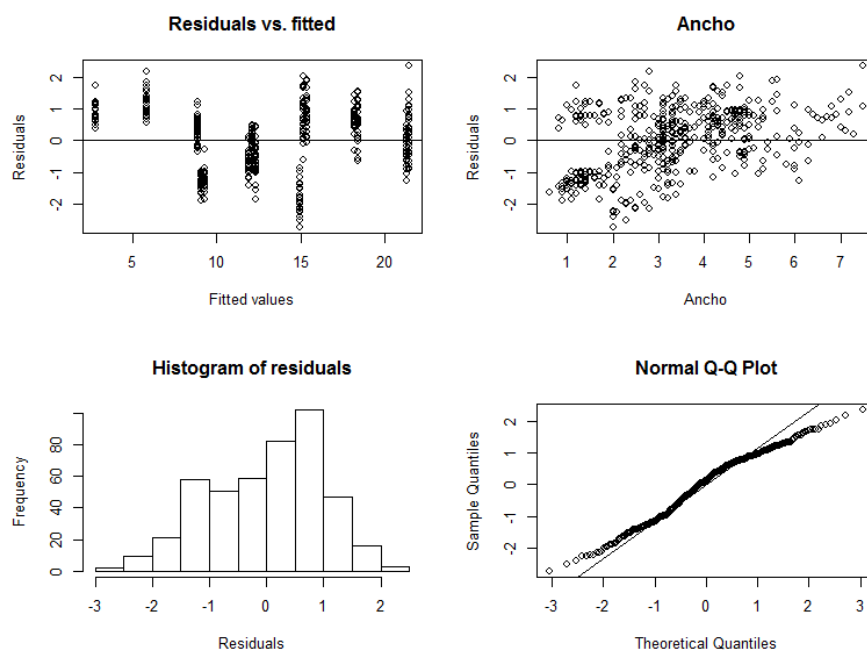 Residuals vs. fitted
Residuals
2
1
0
-1
-2
5 10 15 20
Fitted values
Ancho
Residuals
2
1
0
-1
-2
1 2 3 4 5 6 7
Ancho
Histogram of residuals
Frequency
80
60
40
20
0
-3 -2 -1 0 1 2
Residuals
Normal Q-Q Plot
Sample Quantiles
2
1
0
-1
-2
-3 -2 -1 0 1 2 3
Theoretical Quantiles